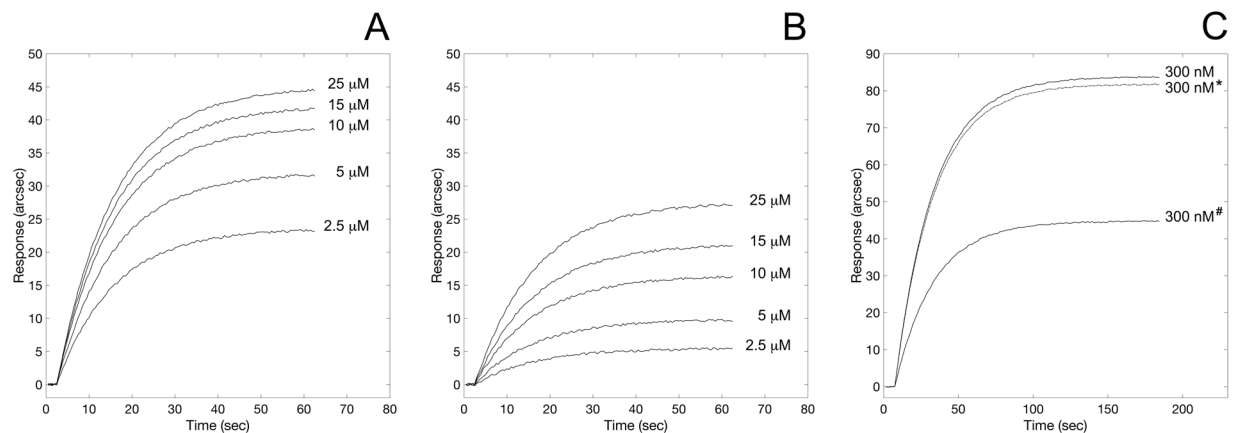 A
50
45
40
35
30
25
20
15
10
5
0
Response (arcsec)
25 μM
15 μM
10 μM
5 μM
2.5 μM
0 10 20 30 40 50 60 70 80
Time (sec)
B
50
45
40
35
30
25
20
15
10
5
0
Response (arcsec)
25 μM
15 μM
10 μM
5 μM
2.5 μM
0 10 20 30 40 50 60 70 80
Time (sec)
C
90
80
70
60
50
40
30
20
10
0
Response (arcsec)
300 nM
300 nM*
300 nM#
0 50 100 150 200
Time (sec)